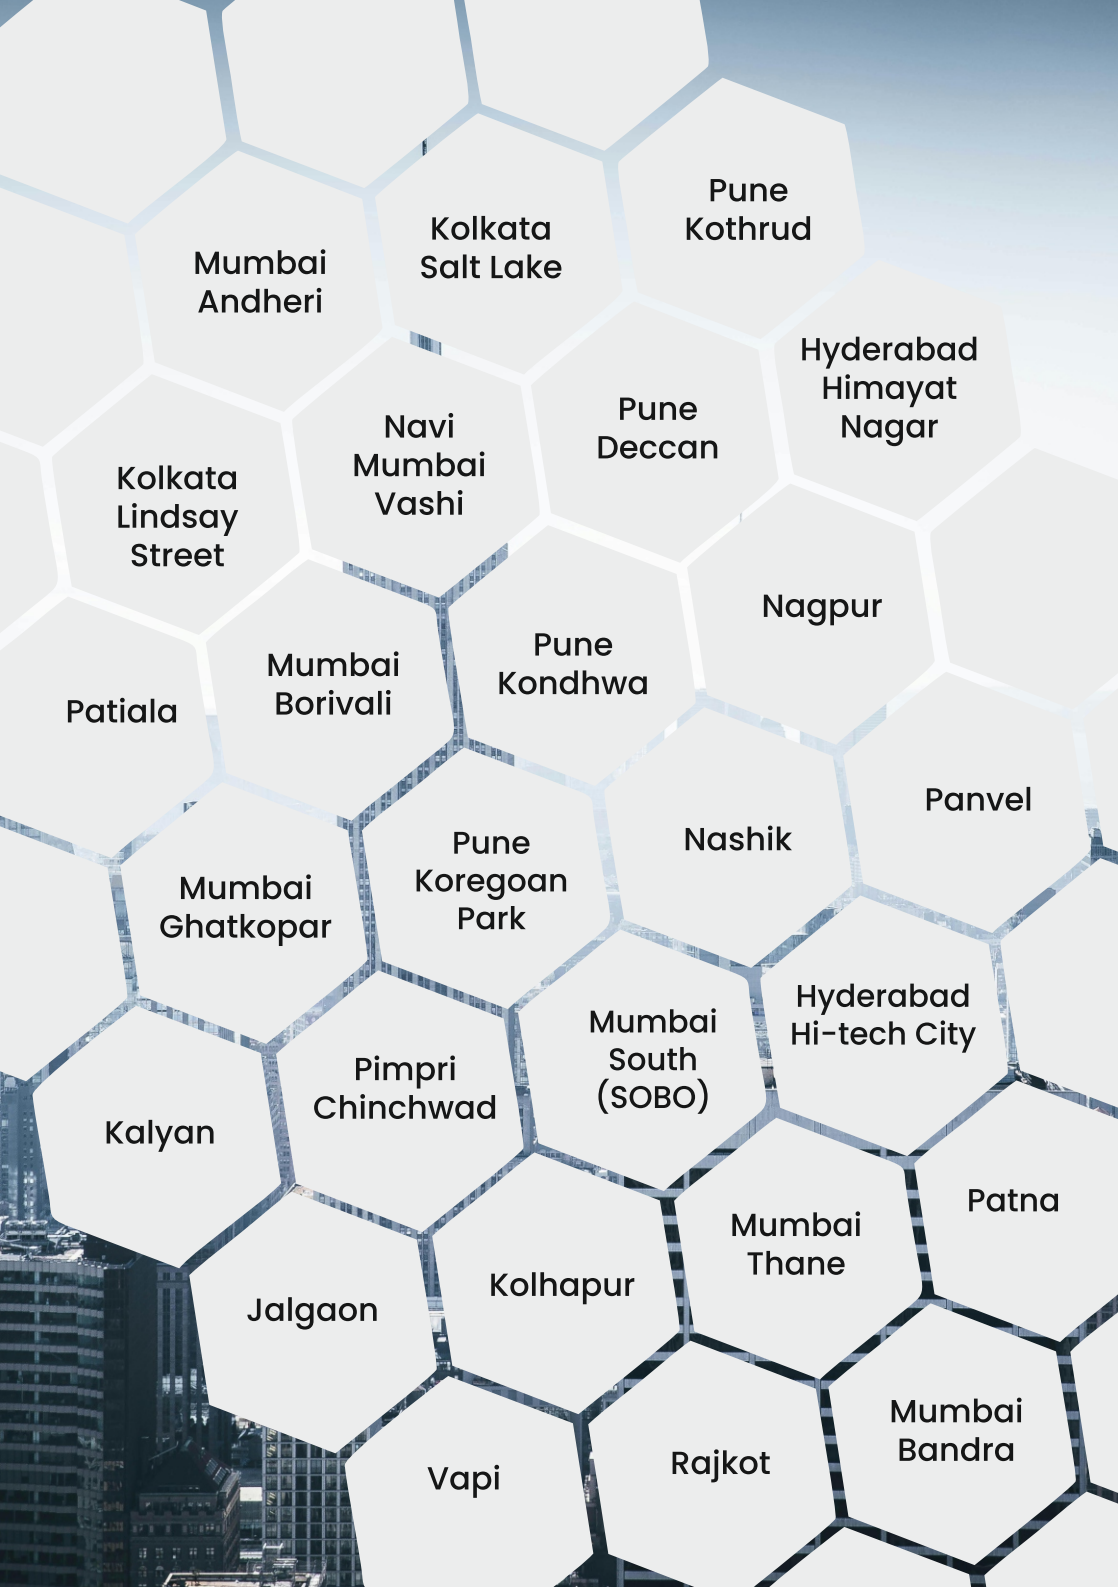 Pune
Kothrud
Kolkata
Salt Lake
Mumbai
Andheri
Hyderabad
Himayat
Nagar
Pune
Deccan
Navi
Mumbai
Vashi
Kolkata
Lindsay
Street
Nagpur
Pune
Kondhwa
Mumbai
Borivali
Patiala
Panvel
Nashik
Pune
Koregoan
Park
Mumbai
Ghatkopar
Hyderabad
Hi-tech City
Mumbai
South
(SOBO)
Pimpri
Chinchwad
Kalyan
Patna
Mumbai
Thane
Kolhapur
Jalgaon
Mumbai
Bandra
Rajkot
Vapi